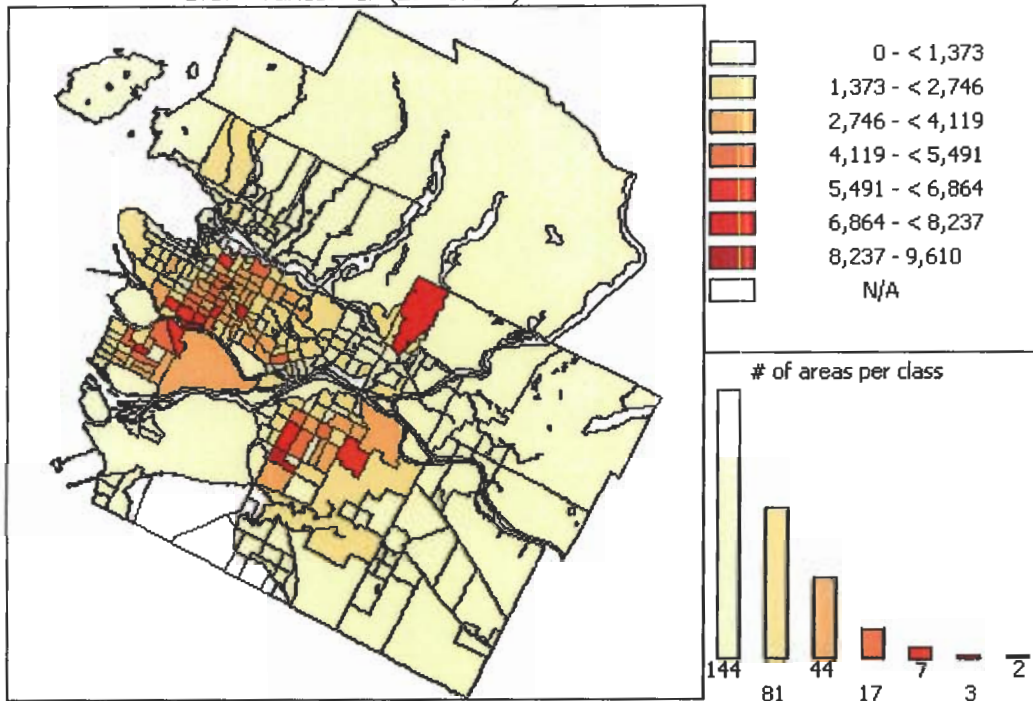 0 - < 1,373
1,373 - < 2,746
2,746 - < 4,119
4,119 - < 5,491
5,491 - < 6,864
6,864 - < 8,237
8,237 - 9,610
N/A
# of areas per class
144
81
44
17
7
3
2